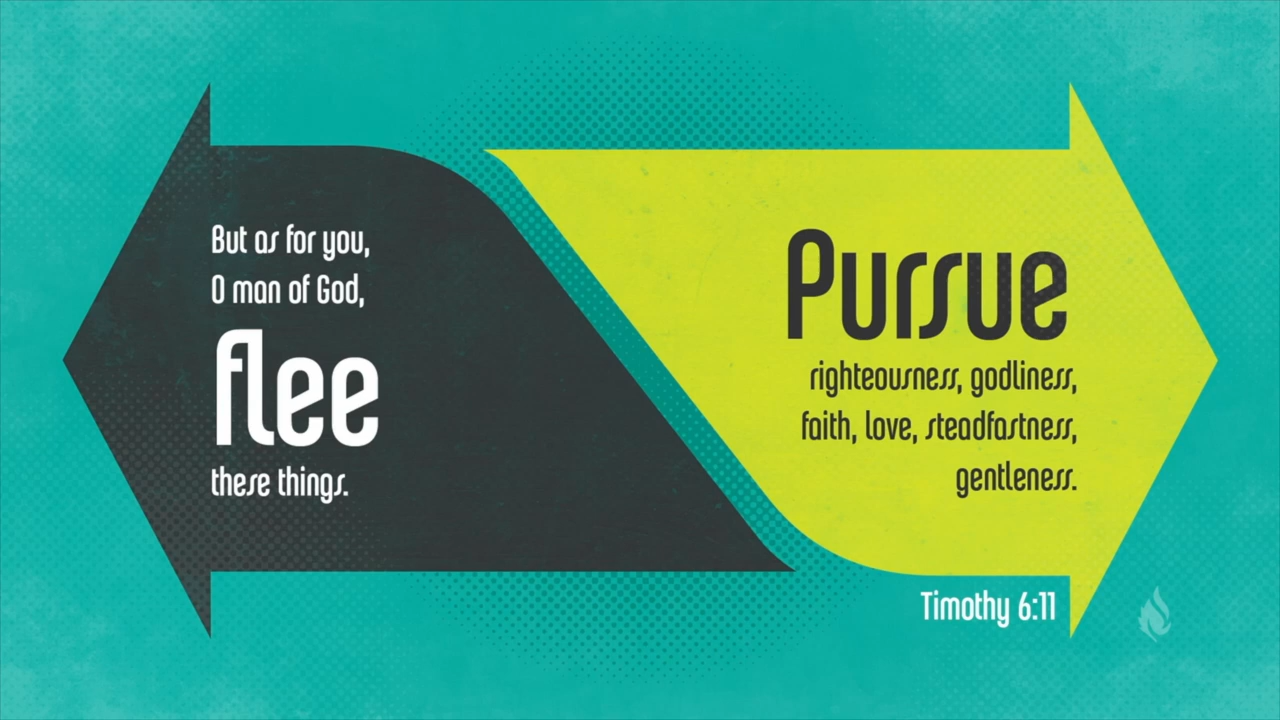 But as for you,
O man of God,
flee
these things.
Pursue
righteousness, godliness,
faith, love, steadfastness,
gentleness.
Timothy 6:11